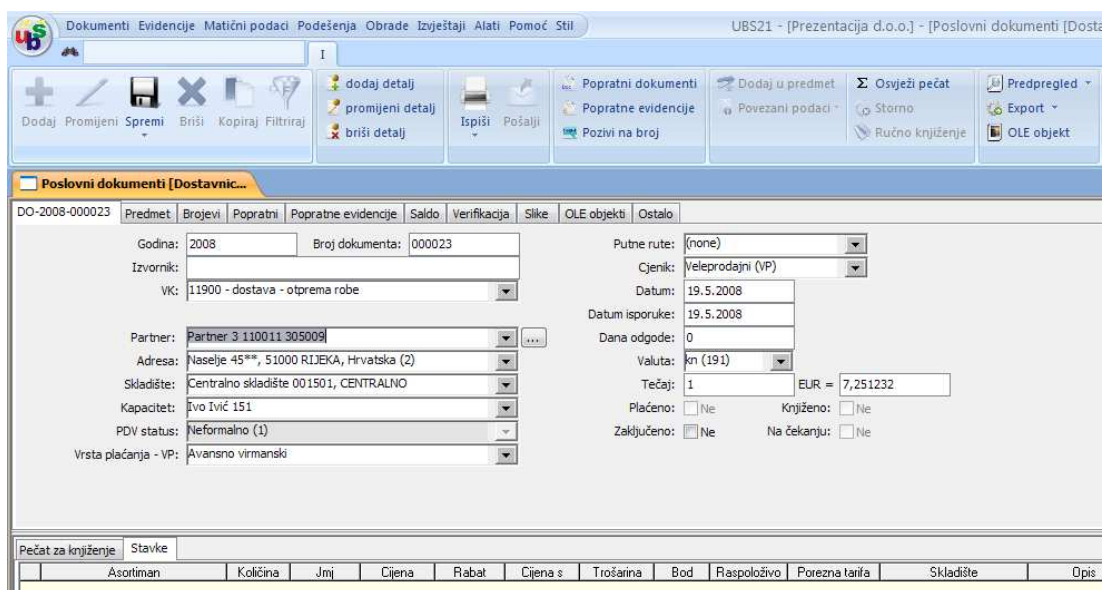 ubs
Dokumenti Evidencije Matični podaci Podešenja Obrade Izvještaji Alati Pomoć Stil
UBS21 - [Prezentacija d.o.o.] - [Poslovni dokumenti [Dosta
I
Dodaj Promijeni Spremi Briši Kopiraj Filtriraj
dodaj detalj
promijeni detalj
briši detalj
Ispiši Pošalji
Popratni dokumenti
Popratne evidencije
Pozivi na broj
Dodaj u predmet
Povezani podaci
Σ Osvježi pečat
Storno
Ručno knjiženje
Predpregled
Export
OLE objekt
Poslovni dokumenti [Dostavnic...
DO-2008-000023 Predmet Brojevi Popratni Popratne evidencije Saldo Verifikacija Slike OLE objekti Ostalo
Godina: 2008 Broj dokumenta: 000023
Izvornik:
VK: 11900 - dostava - otprema robe
Partner: Partner 3 110011 305009 ...
Adresa: Naselje 45**, 51000 RIJEKA, Hrvatska (2)
Skladište: Centralno skladište 001501, CENTRALNO
Kapacitet: Ivo Ivić 151
PDV status: Neformalno (1)
Vrsta plaćanja - VP: Avansno virmanski
Putne rute: (none)
Cjenik: Veleprodajni (VP)
Datum: 19.5.2008
Datum isporuke: 19.5.2008
Dana odgode: 0
Valuta: kn (191)
Tečaj: 1 EUR = 7,251232
Plaćeno: Ne Knjiženo: Ne
Zaključeno: Ne Na čekanju: Ne
Pečat za knjiženje Stavke
Asortiman Količina Jmj Cijena Rabat Cijena s Trošarina Bod Raspoloživo Porezna tarifa Skladište Opis